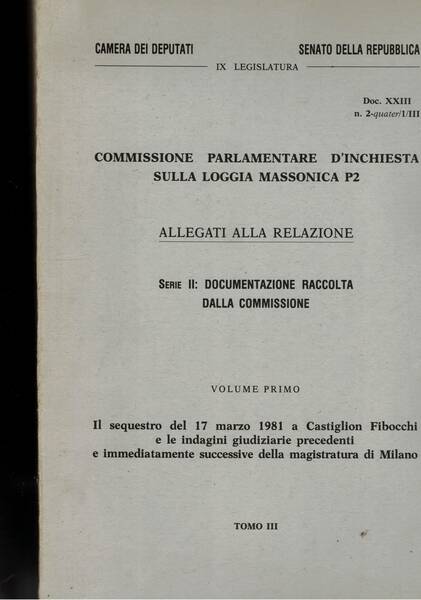 CAMERA DEI DEPUTATI SENATO DELLA REPUBBLICA
IX LEGISLATURA
Doc. XXIII
n. 2-quater/1/III
COMMISSIONE PARLAMENTARE D'INCHIESTA
SULLA LOGGIA MASSONICA P2
ALLEGATI ALLA RELAZIONE
SERIE II: DOCUMENTAZIONE RACCOLTA
DALLA COMMISSIONE
VOLUME PRIMO
Il sequestro del 17 marzo 1981 a Castiglion Fibocchi
e le indagini giudiziarie precedenti
e immediatamente successive della magistratura di Milano
TOMO III